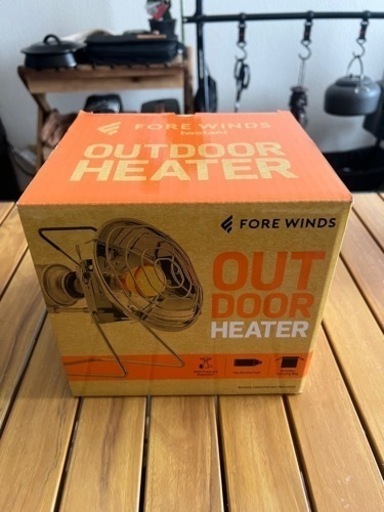 FORE WINDS
OUTDOOR
HEATER
FORE WINDS
OUT
DOOR
HEATER